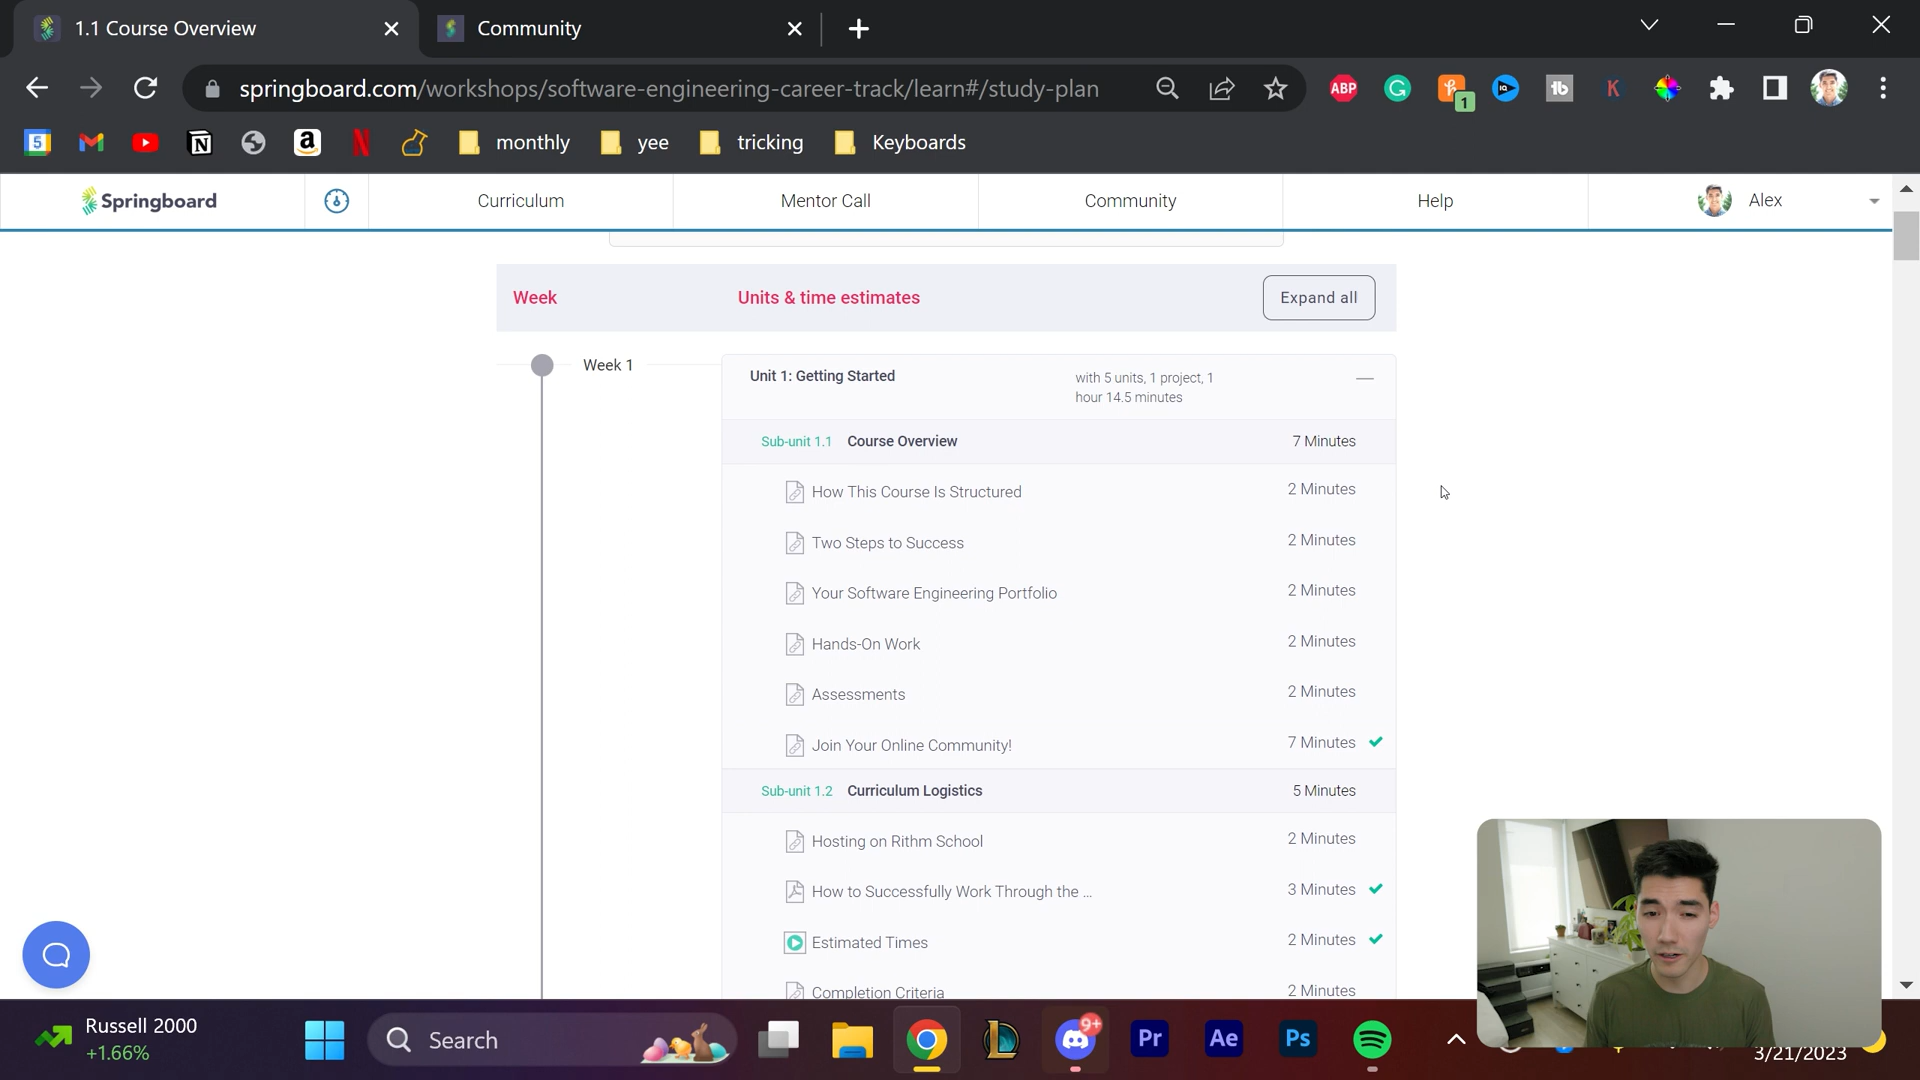 1.1 Course Overview
Community
springboard.com/workshops/software-engineering-career-track/learn#/study-plan
ABP
1
IQ
tb
K
5
N
a
N
monthly
yee
tricking
Keyboards
Springboard
Curriculum
Mentor Call
Community
Help
Alex
Week
Units & time estimates
Expand all
Week 1
Unit 1: Getting Started
with 5 units, 1 project, 1
hour 14.5 minutes
Sub-unit 1.1 Course Overview 7 Minutes
How This Course Is Structured 2 Minutes
Two Steps to Success 2 Minutes
Your Software Engineering Portfolio 2 Minutes
Hands-On Work 2 Minutes
Assessments 2 Minutes
Join Your Online Community! 7 Minutes
Sub-unit 1.2 Curriculum Logistics 5 Minutes
Hosting on Rithm School 2 Minutes
How to Successfully Work Through the ... 3 Minutes
Estimated Times 2 Minutes
Completion Criteria 2 Minutes
Russell 2000
+1.66%
Search
9+
Pr
Ae
Ps
3/21/2023